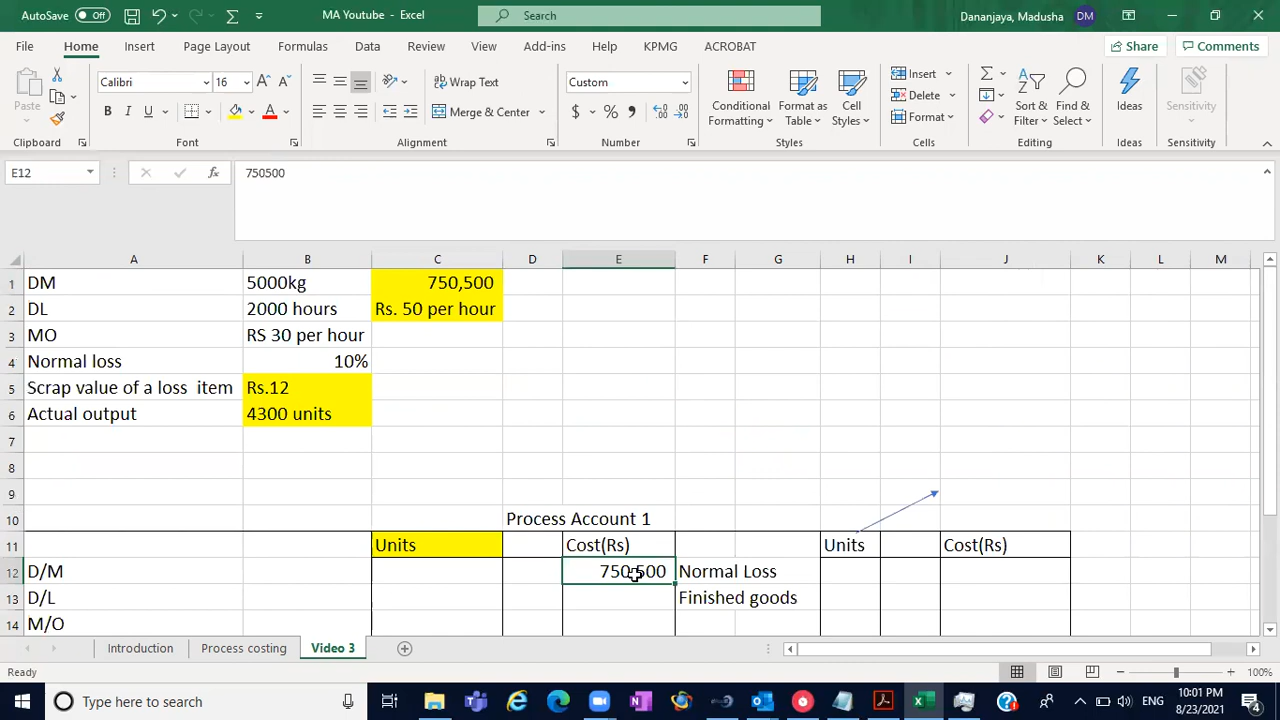 AutoSave Off
MA Youtube - Excel
Search
Dananjaya, Madusha DM
File Home Insert Page Layout Formulas Data Review View Add-ins Help KPMG ACROBAT Share Comments
Paste
Calibri 16
B I U
Wrap Text
Merge & Center
Custom
$ % ,
Conditional Formatting
Format as Table
Cell Styles
Insert
Delete
Format
Sort & Filter
Find & Select
Ideas
Sensitivity
Clipboard Font Alignment Number Styles Cells Editing Ideas Sensitivity
E12 fx 750500
A B C D E F G H I J K L M
1 DM 5000kg 750,500
2 DL 2000 hours Rs. 50 per hour
3 MO RS 30 per hour
4 Normal loss 10%
5 Scrap value of a loss item Rs.12
6 Actual output 4300 units
7
8
9
10 Process Account 1
11 Units Cost(Rs) Units Cost(Rs)
12 D/M 750,500 Normal Loss
13 D/L Finished goods
14 M/O
Introduction Process costing Video 3
Ready 100%
Type here to search
ENG
10:01 PM
8/23/2021
4